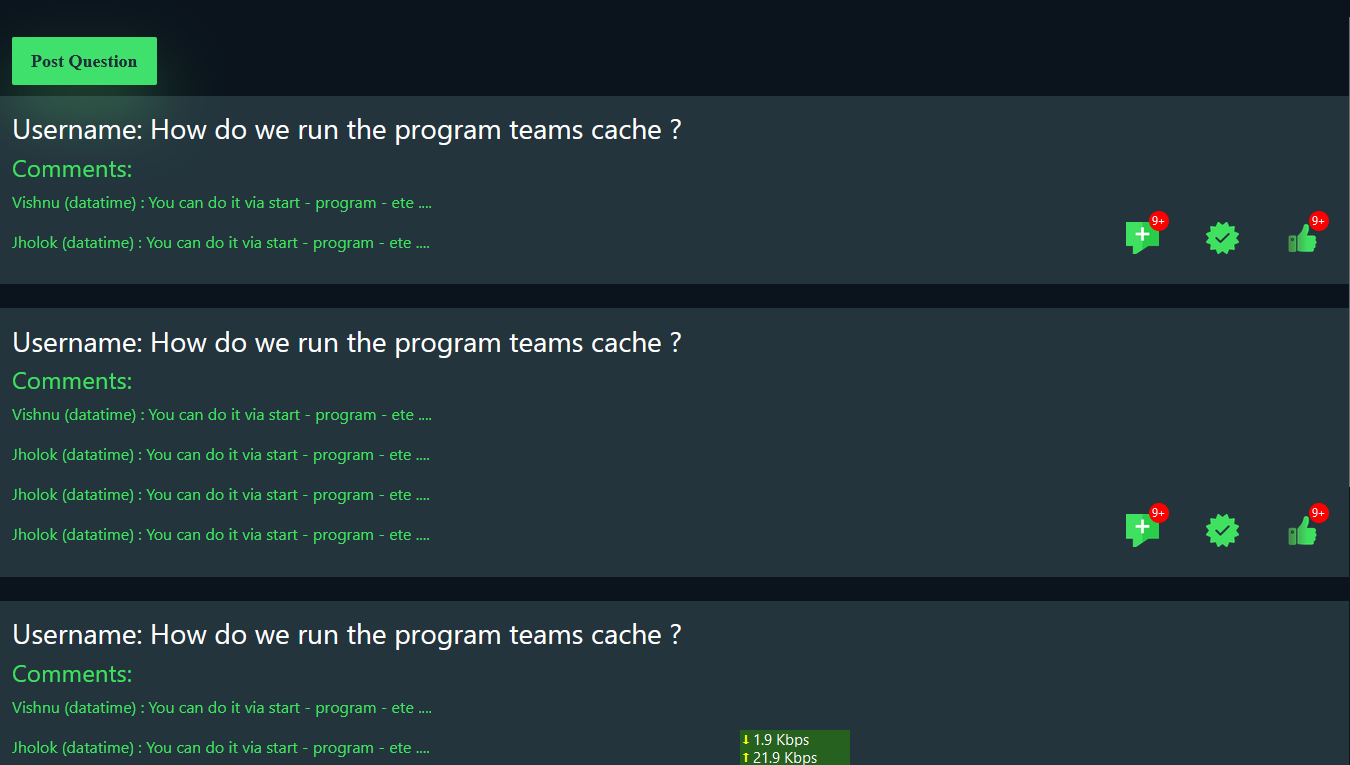 Post Question
Username: How do we run the program teams cache ?
Comments:
Vishnu (datatime) : You can do it via start - program - ete ....
9+
9+
Jholok (datatime) : You can do it via start - program - ete ....
Username: How do we run the program teams cache ?
Comments:
Vishnu (datatime) : You can do it via start - program - ete ....
Jholok (datatime) : You can do it via start - program - ete ....
Jholok (datatime) : You can do it via start - program - ete ....
9+
9+
Jholok (datatime) : You can do it via start - program - ete ....
Username: How do we run the program teams cache ?
Comments:
Vishnu (datatime) : You can do it via start - program - ete ....
Jholok (datatime) : You can do it via start - program - ete ....
↓ 1.9 Kbps
↑ 21.9 Kbps